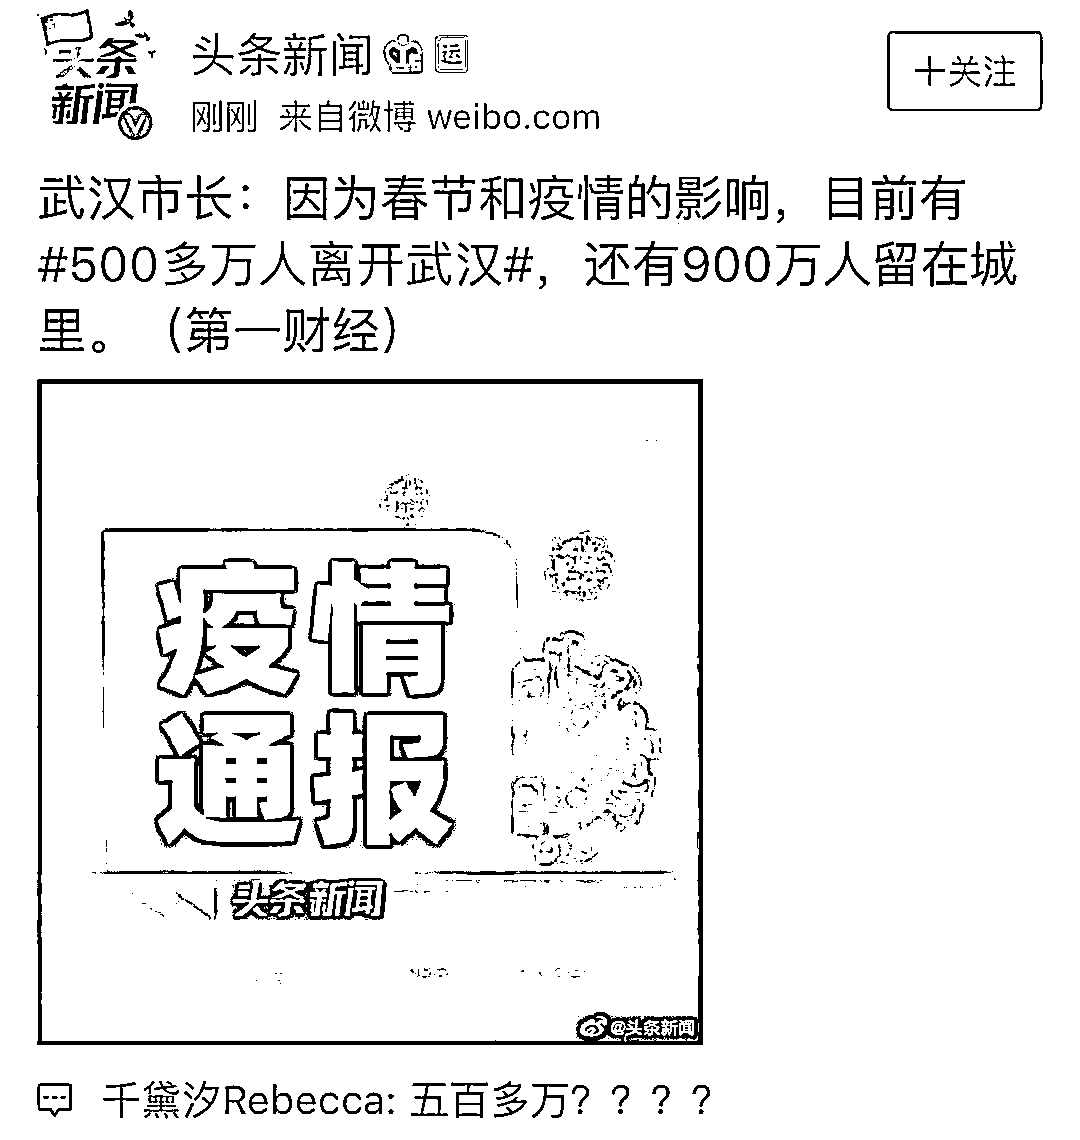 头条新闻
头条新闻 运
+关注
刚刚 来自微博 weibo.com
武汉市长：因为春节和疫情的影响，目前有
#500多万人离开武汉#，还有900万人留在城
里。（第一财经）
疫情
通报
头条新闻
@头条新闻
千黛汐Rebecca: 五百多万？？？？